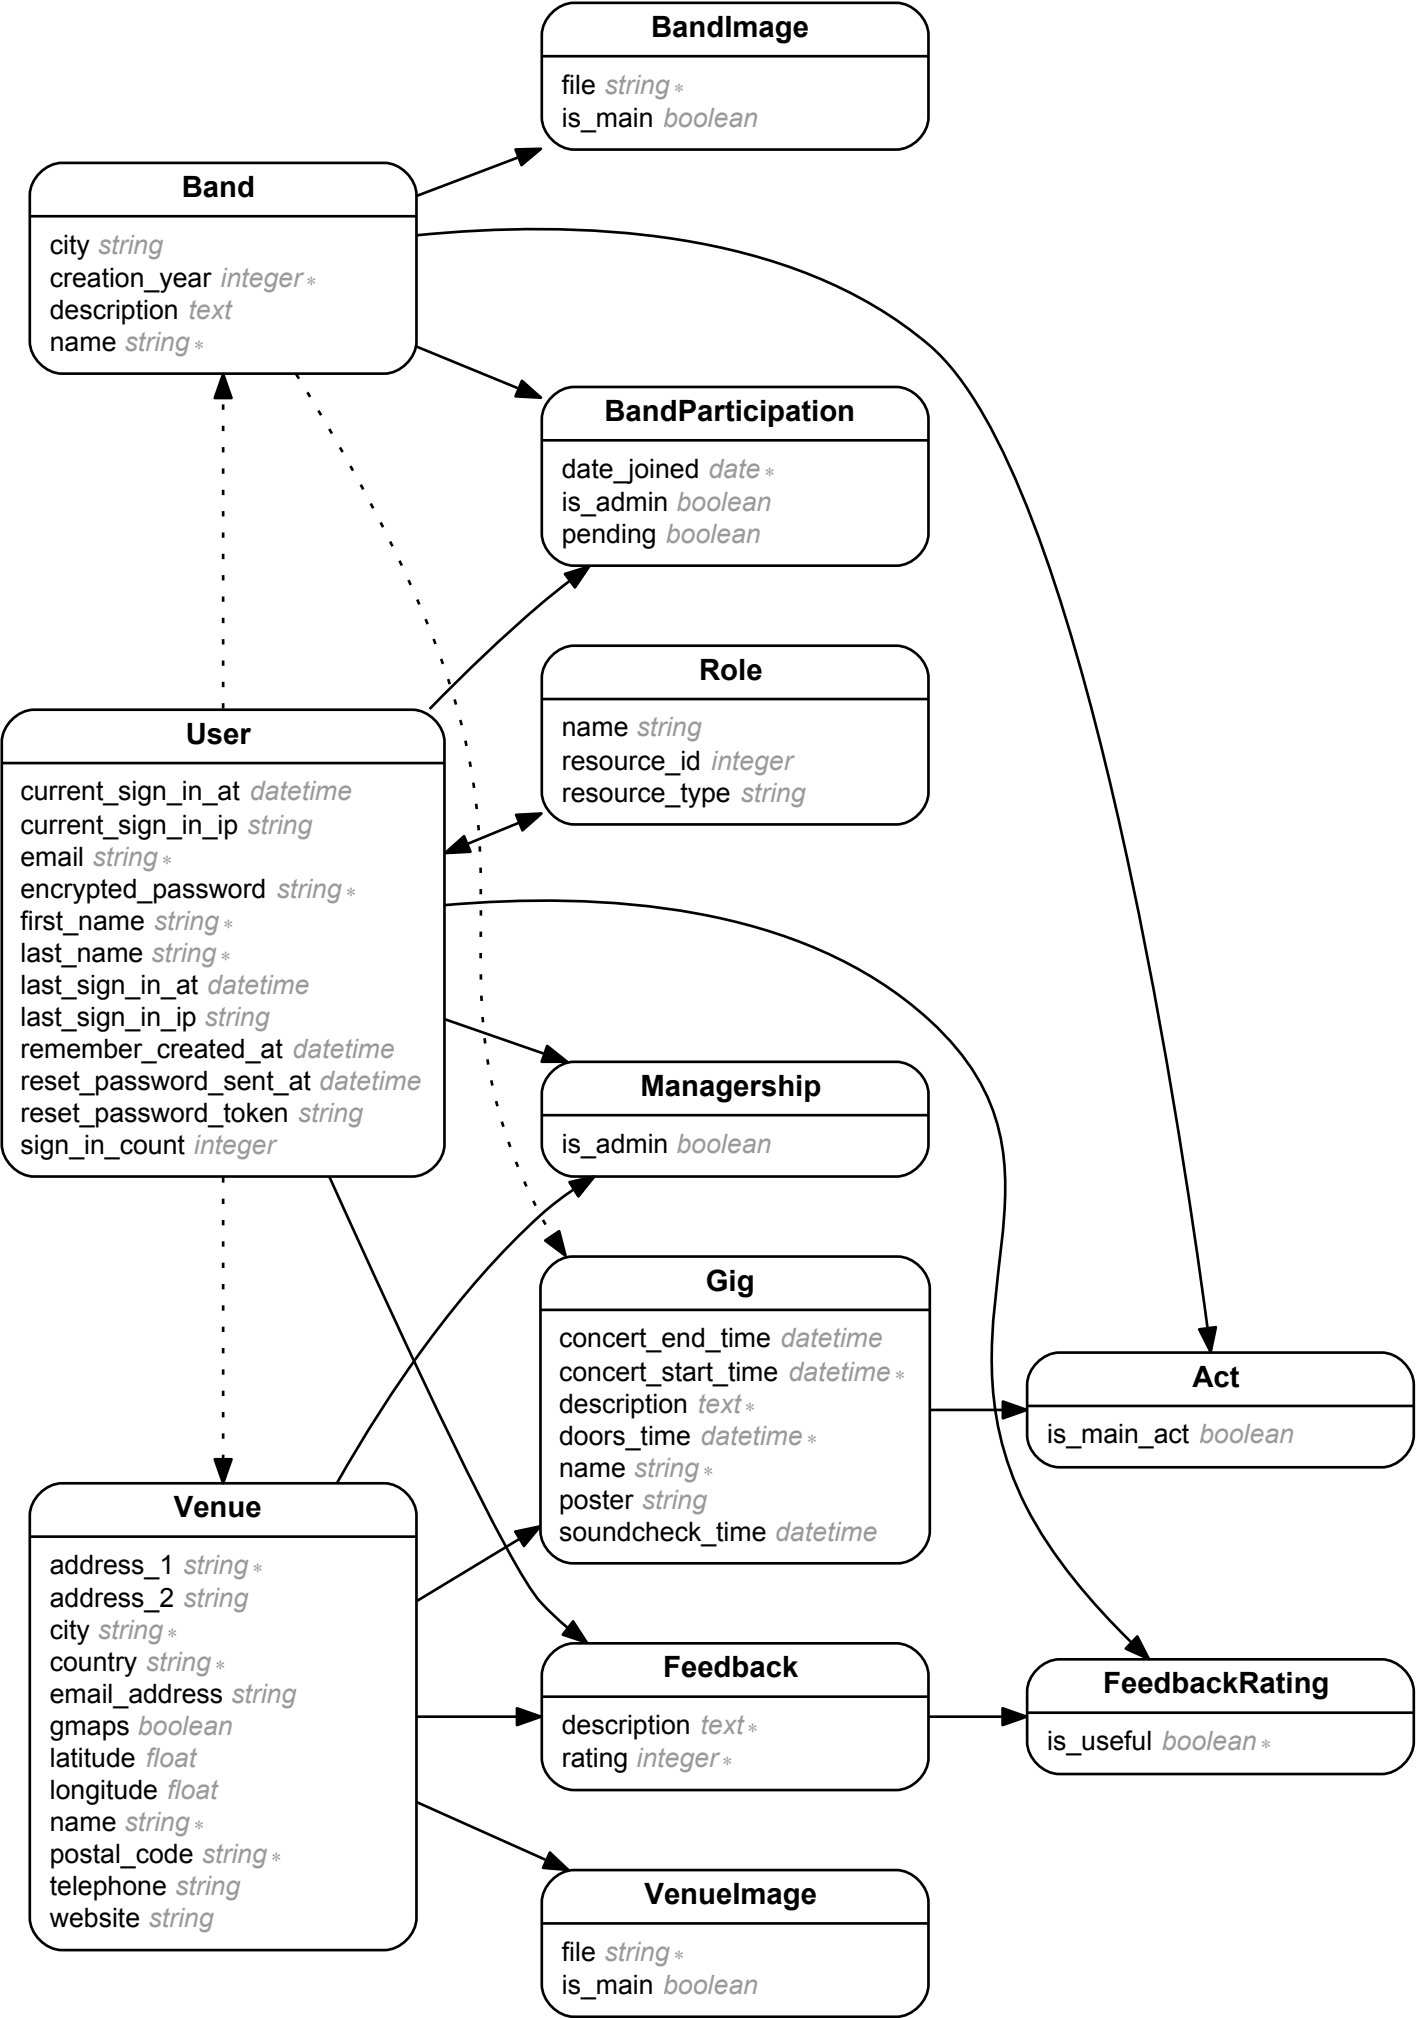 BandImage
file string *
is_main boolean
Band
city string
creation_year integer *
description text
name string *
BandParticipation
date_joined date *
is_admin boolean
pending boolean
Role
name string
resource_id integer
resource_type string
User
current_sign_in_at datetime
current_sign_in_ip string
email string *
encrypted_password string *
first_name string *
last_name string *
last_sign_in_at datetime
last_sign_in_ip string
remember_created_at datetime
reset_password_sent_at datetime
reset_password_token string
sign_in_count integer
Managership
is_admin boolean
Gig
concert_end_time datetime
concert_start_time datetime *
description text *
doors_time datetime *
name string *
poster string
soundcheck_time datetime
Act
is_main_act boolean
Venue
address_1 string *
address_2 string
city string *
country string *
email_address string
gmaps boolean
latitude float
longitude float
name string *
postal_code string *
telephone string
website string
Feedback
description text *
rating integer *
FeedbackRating
is_useful boolean *
VenueImage
file string *
is_main boolean